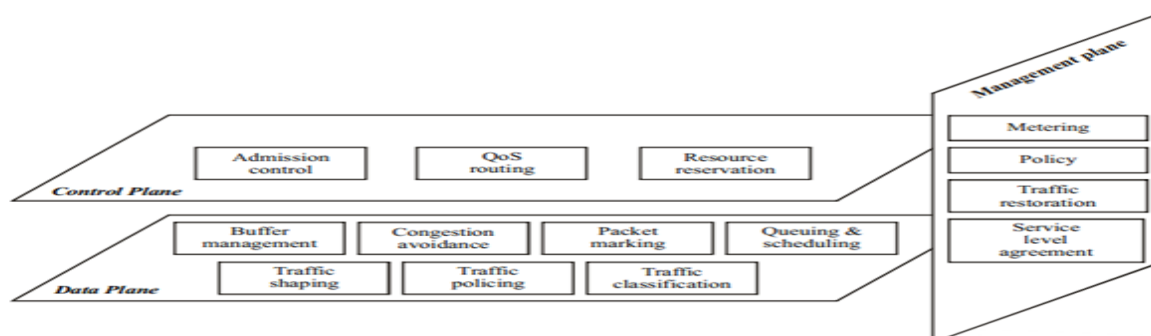 Management plane
Metering
Policy
Traffic
restoration
Service
level
agreement
Admission
control
QoS
routing
Resource
reservation
Control Plane
Buffer
management
Congestion
avoidance
Packet
marking
Queuing &
scheduling
Traffic
shaping
Traffic
policing
Traffic
classification
Data Plane